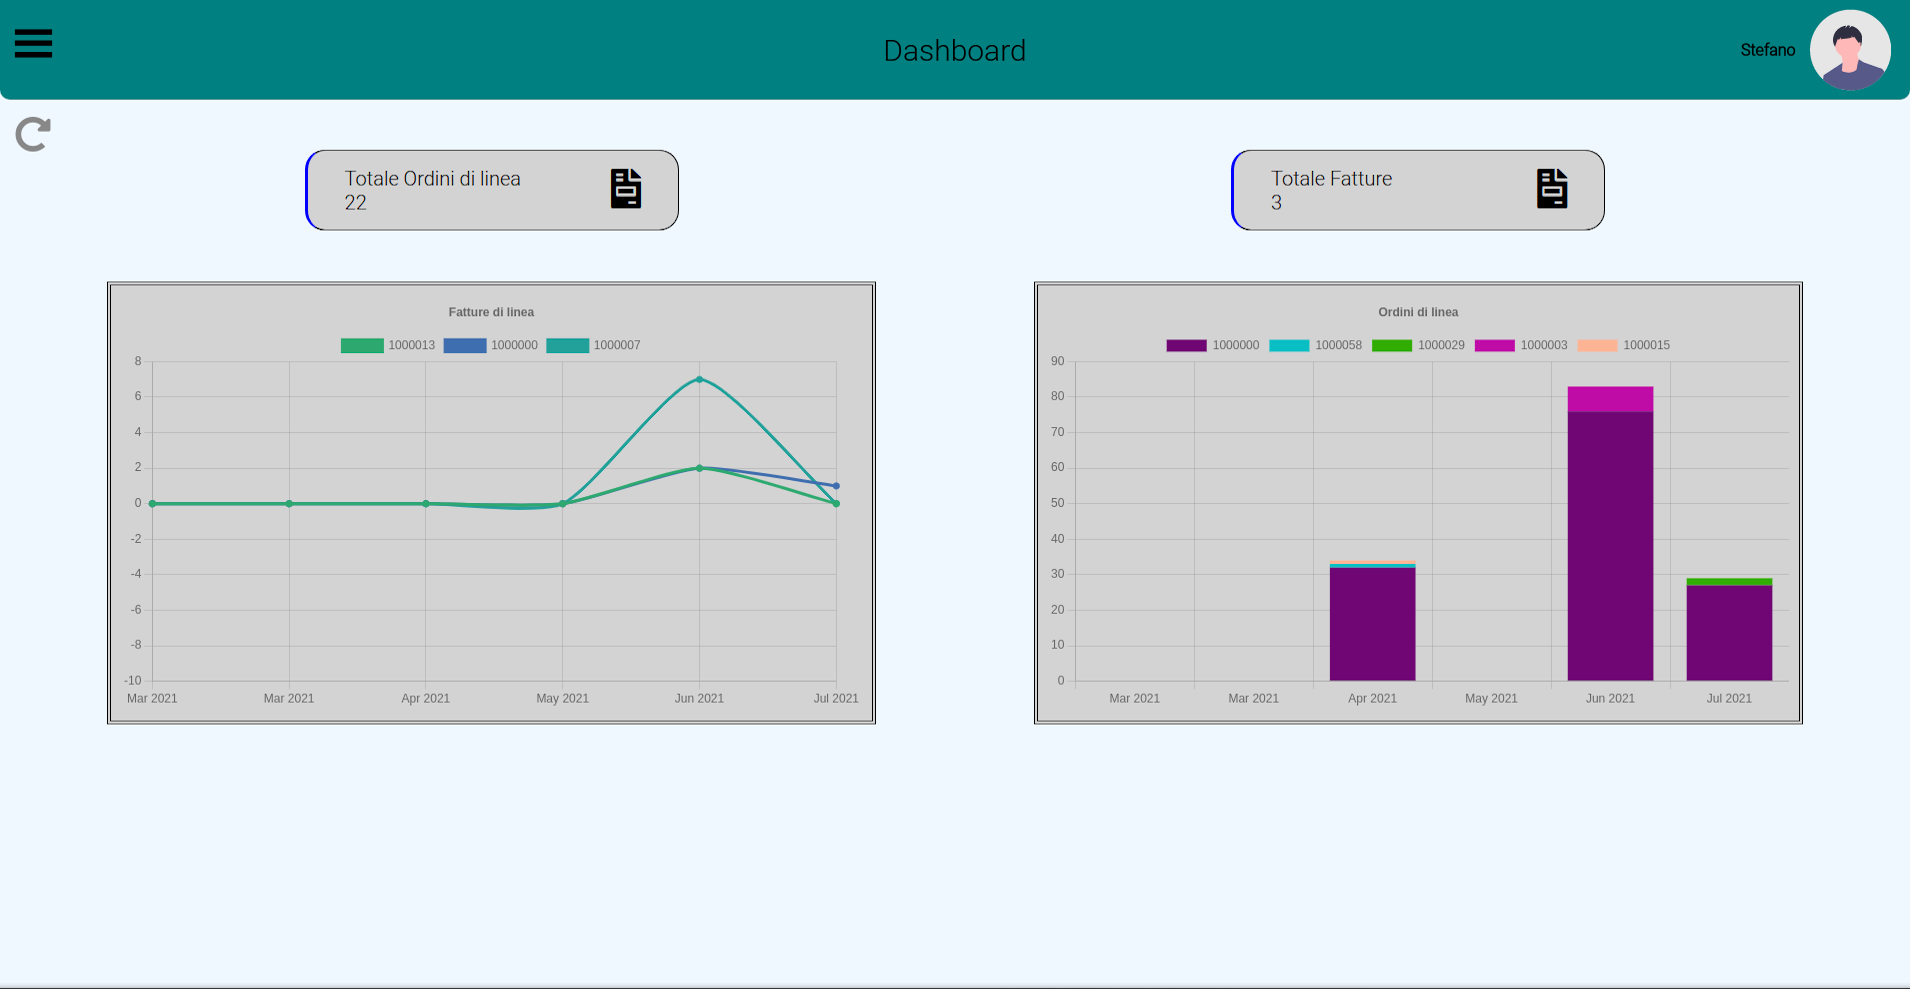 Dashboard
Stefano
Totale Ordini di linea
22
Totale Fatture
3
Fatture di linea
1000013 1000000 1000007
8
6
4
2
0
-2
-4
-6
-8
-10
Mar 2021 Mar 2021 Apr 2021 May 2021 Jun 2021 Jul 2021
Ordini di linea
1000000 1000058 1000029 1000003 1000015
90
80
70
60
50
40
30
20
10
0
Mar 2021 Mar 2021 Apr 2021 May 2021 Jun 2021 Jul 2021